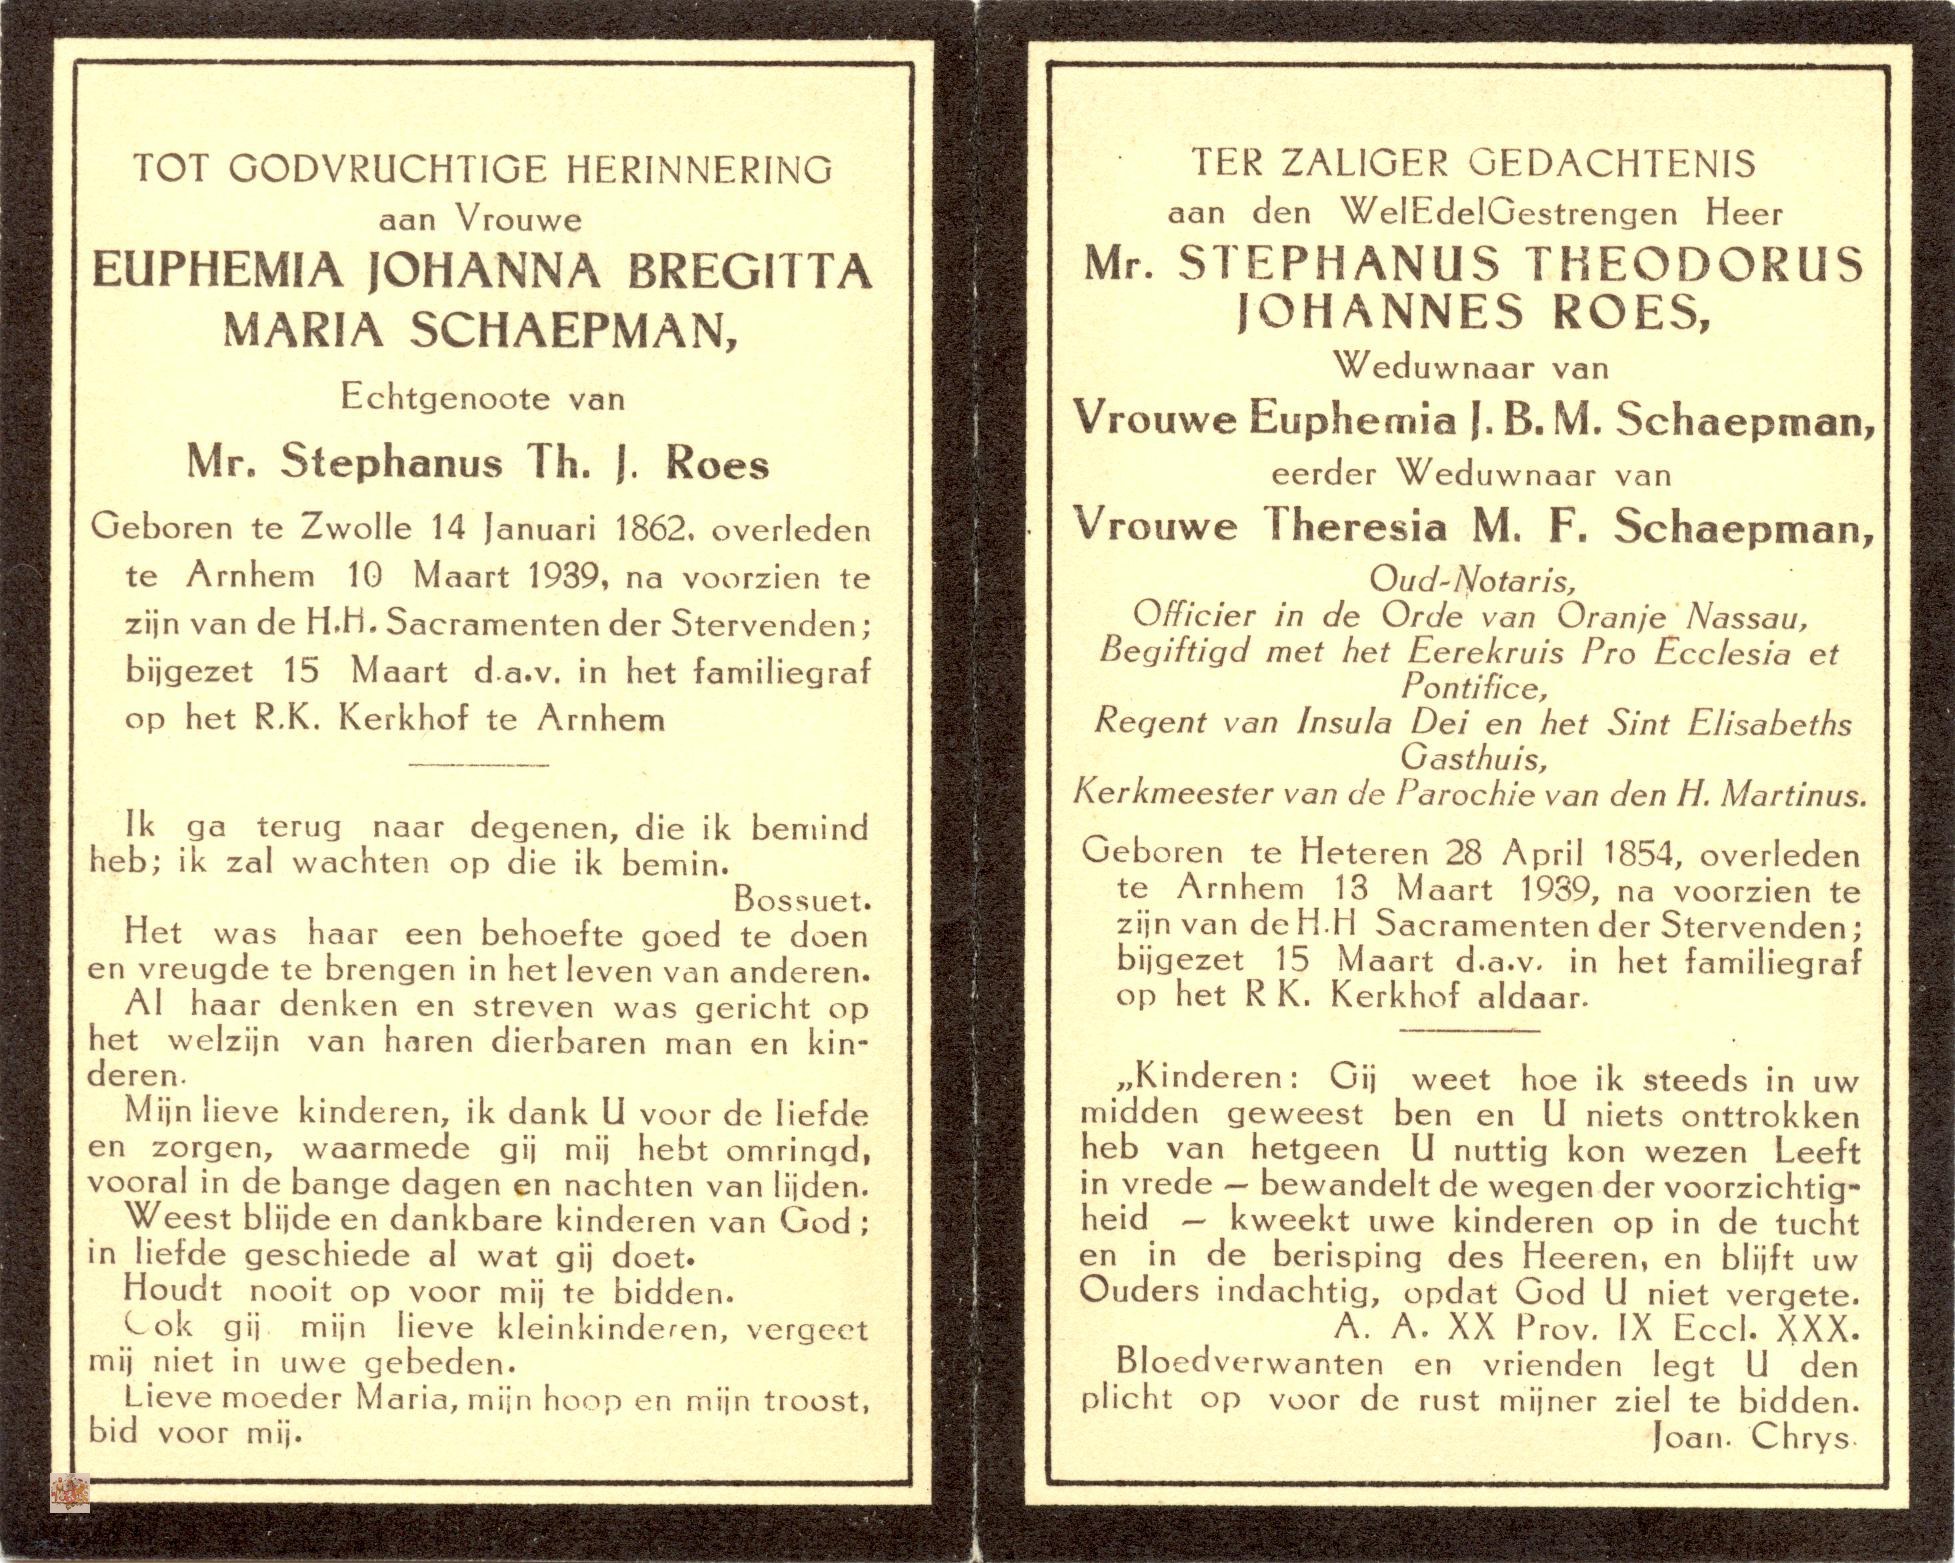 TOT GODVRUCHTIGE HERINNERING
aan Vrouwe
EUPHEMIA JOHANNA BREGITTA
MARIA SCHAEPMAN,
Echtgenoote van
Mr. Stephanus Th. J. Roes
Geboren te Zwolle 14 Januari 1862. overleden
te Arnhem 10 Maart 1939, na voorzien te
zijn van de H.H. Sacramenten der Stervenden;
bijgezet 15 Maart d.a.v. in het familiegraf
op het R.K. Kerkhof te Arnhem
Ik ga terug naar degenen, die ik bemind
heb; ik zal wachten op die ik bemin.
Bossuet.
Het was haar een behoefte goed te doen
en vreugde te brengen in het leven van anderen.
Al haar denken en streven was gericht op
het welzijn van haren dierbaren man en kin-
deren.
Mijn lieve kinderen, ik dank U voor de liefde
en zorgen, waarmede gij mij hebt omringd,
vooral in de bange dagen en nachten van lijden.
Weest blijde en dankbare kinderen van God;
in liefde geschiede al wat gij doet.
Houdt nooit op voor mij te bidden.
Ook gij mijn lieve kleinkinderen, vergeet
mij niet in uwe gebeden.
Lieve moeder Maria, mijn hoop en mijn troost,
bid voor mij.
TER ZALIGER GEDACHTENIS
aan den WelEdelGestrengen Heer
Mr. STEPHANUS THEODORUS
JOHANNES ROES,
Weduwnaar van
Vrouwe Euphemia J. B. M. Schaepman,
eerder Weduwnaar van
Vrouwe Theresia M. F. Schaepman,
Oud-Notaris,
Officier in de Orde van Oranje Nassau,
Begiftigd met het Eerekruis Pro Ecclesia et
Pontifice,
Regent van Insula Dei en het Sint Elisabeths
Gasthuis,
Kerkmeester van de Parochie van den H. Martinus.
Geboren te Heteren 28 April 1854, overleden
te Arnhem 13 Maart 1939, na voorzien te
zijn van de H.H Sacramenten der Stervenden;
bijgezet 15 Maart d.a.v. in het familiegraf
op het R K. Kerkhof aldaar.
„Kinderen: Gij weet hoe ik steeds in uw
midden geweest ben en U niets onttrokken
heb van hetgeen U nuttig kon wezen Leeft
in vrede – bewandelt de wegen der voorzichtig-
heid – kweekt uwe kinderen op in de tucht
en in de berisping des Heeren, en blijft uw
Ouders indachtig, opdat God U niet vergete.
A. A. XX Prov. IX Eccl. XXX.
Bloedverwanten en vrienden legt U den
plicht op voor de rust mijner ziel te bidden.
Joan. Chrys.